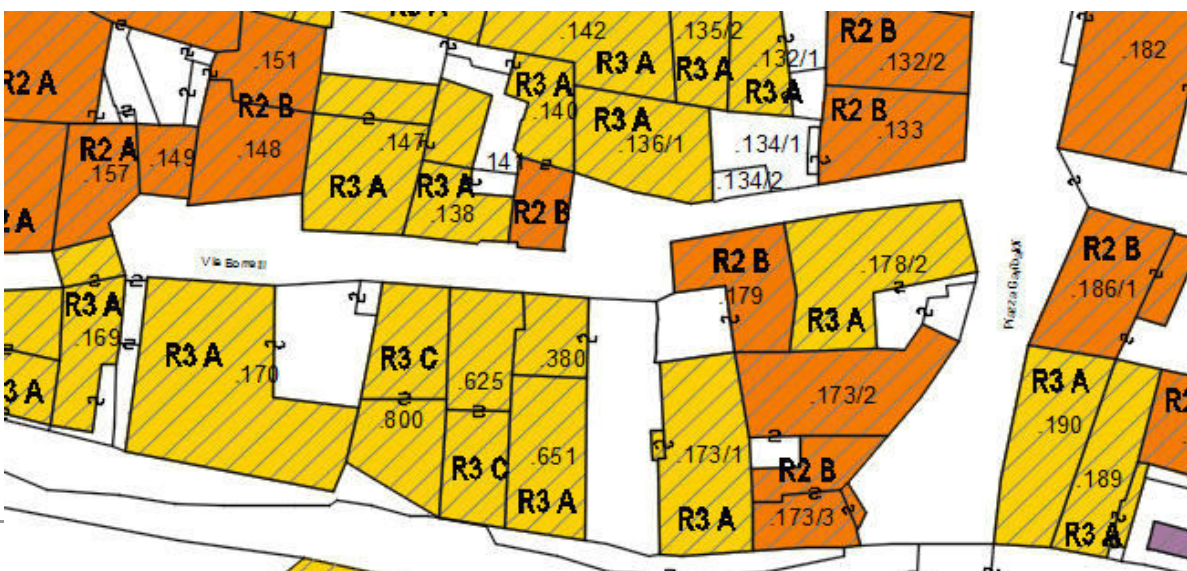 R3 A
.142
.135/2
.132/1
R2 B
.132/2
.182
.151
R2 A
R2 B
R3 A
.140
R3 A
R3 A
R3 A
R3 A
.136/1
.134/1
R2 B
.133
R2 A
.157
.149
.148
.147
.134/2
R3 A
R3 A
.138
R2 B
2 A
R2 B
.179
.178/2
R3 A
Piazza
R2 B
.186/1
Via
R3 A
.169
R3 A
.170
R3 C
.625
.380
3 A
.800
.173/2
R3 A
.190
R2
R3 C
.651
R3 A
.173/1
R3 A
R2 B
.173/3
.189
R3 A